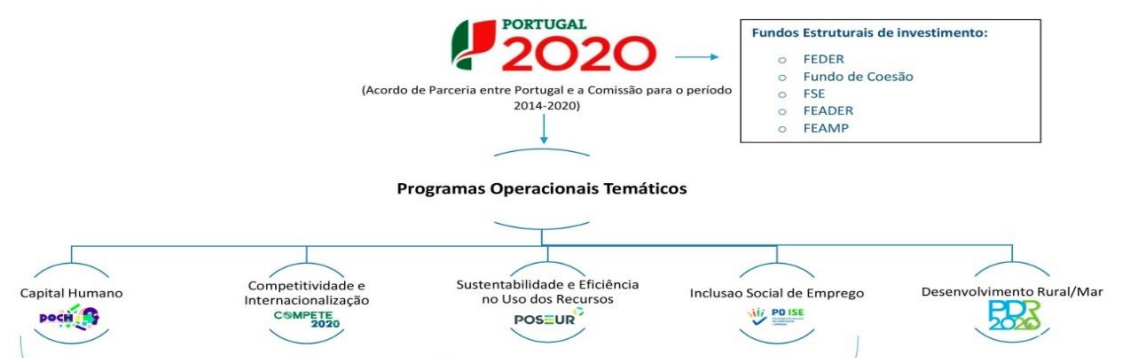 PORTUGAL
2020
(Acordo de Parceria entre Portugal e a Comissão para o período
2014-2020)
Fundos Estruturais de investimento:
○ FEDER
○ Fundo de Coesão
○ FSE
○ FEADER
○ FEAMP
Programas Operacionais Temáticos
Capital Humano
POCH
Competitividade e
Internacionalização
COMPETE
2020
Sustentabilidade e Eficiência
no Uso dos Recursos
POSEUR
Inclusao Social de Emprego
PO ISE
Desenvolvimento Rural/Mar
PDR
2020